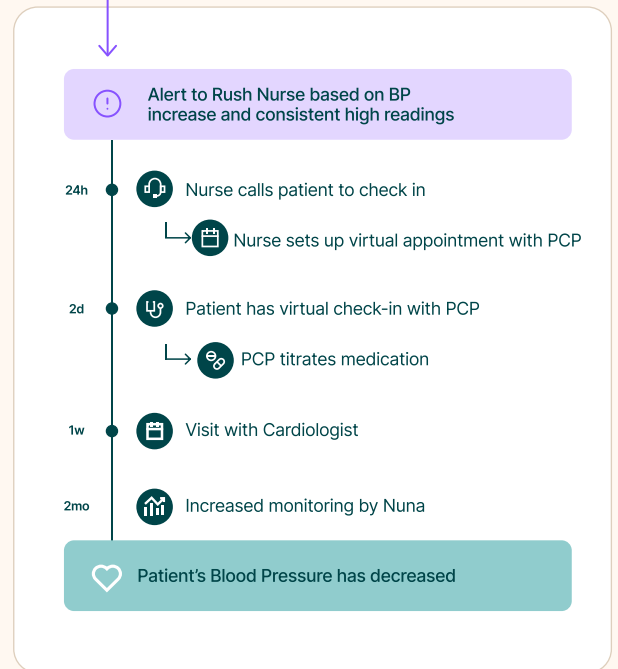 Alert to Rush Nurse based on BP
increase and consistent high readings
24h
Nurse calls patient to check in
Nurse sets up virtual appointment with PCP
2d
Patient has virtual check-in with PCP
PCP titrates medication
1w
Visit with Cardiologist
2mo
Increased monitoring by Nuna
Patient’s Blood Pressure has decreased